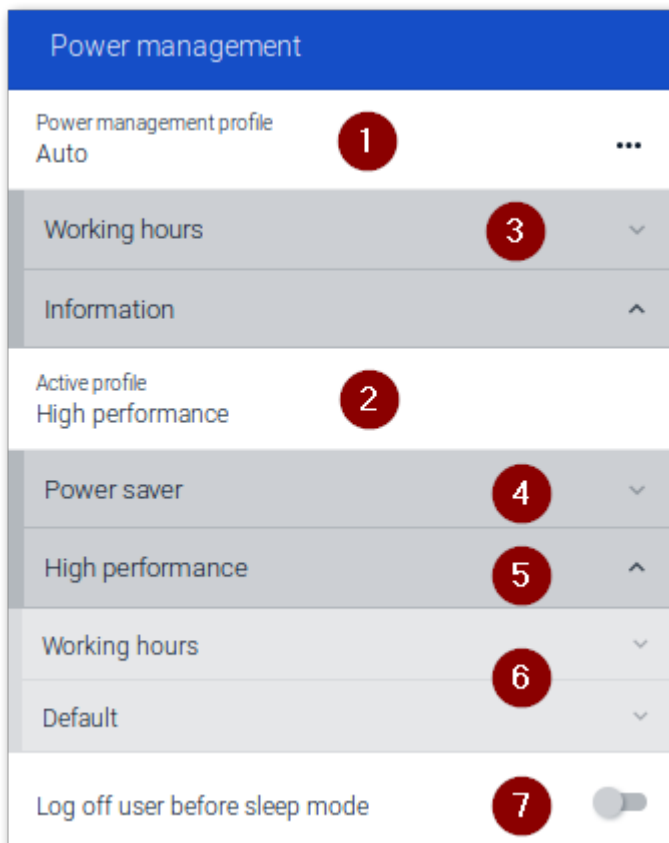 Power management
Power management profile
Auto
1
•••
Working hours
3
Information
Active profile
High performance
2
Power saver
4
High performance
5
Working hours
6
Default
Log off user before sleep mode
7